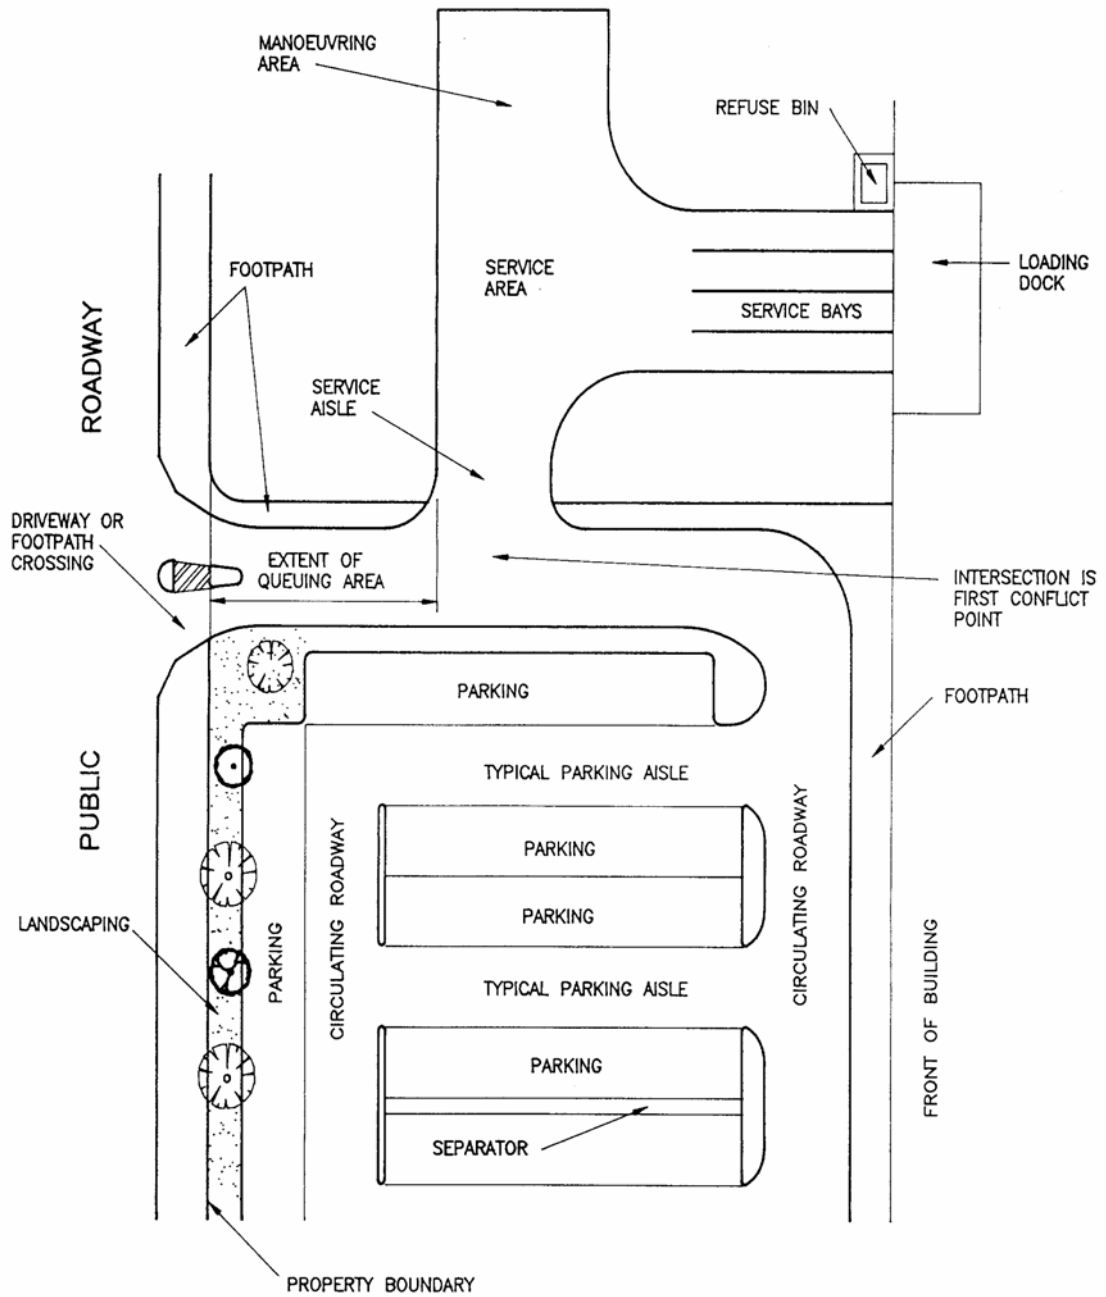 MANOEUVRING
AREA
REFUSE BIN
FOOTPATH
SERVICE
AREA
LOADING
DOCK
SERVICE BAYS
ROADWAY
SERVICE
AISLE
DRIVEWAY OR
FOOTPATH
CROSSING
EXTENT OF
QUEUING AREA
INTERSECTION IS
FIRST CONFLICT
POINT
PARKING
FOOTPATH
PUBLIC
TYPICAL PARKING AISLE
CIRCULATING ROADWAY
PARKING
CIRCULATING ROADWAY
PARKING
LANDSCAPING
PARKING
TYPICAL PARKING AISLE
FRONT OF BUILDING
PARKING
SEPARATOR
PROPERTY BOUNDARY